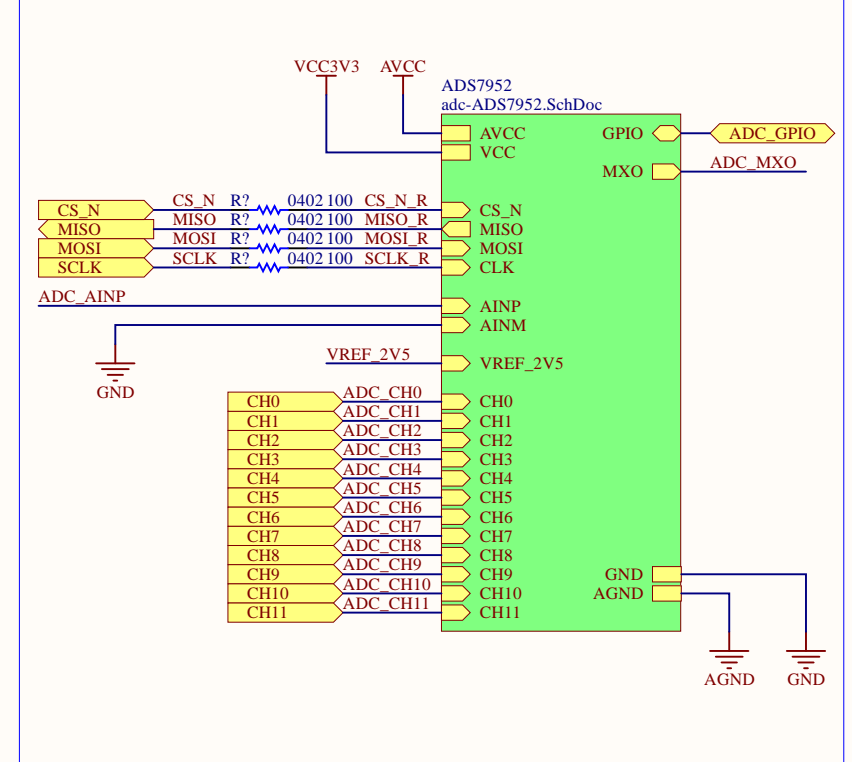 VCC3V3 AVCC
ADS7952
adc-ADS7952.SchDoc
AVCC GPIO ADC_GPIO
VCC
MXO ADC_MXO
CS_N CS_N R? 0402 100 CS_N_R CS_N
MISO MISO R? 0402 100 MISO_R MISO
MOSI MOSI R? 0402 100 MOSI_R MOSI
SCLK SCLK R? 0402 100 SCLK_R CLK
ADC_AINP AINP
AINM
GND
VREF_2V5 VREF_2V5
CH0 ADC_CH0 CH0
CH1 ADC_CH1 CH1
CH2 ADC_CH2 CH2
CH3 ADC_CH3 CH3
CH4 ADC_CH4 CH4
CH5 ADC_CH5 CH5
CH6 ADC_CH6 CH6
CH7 ADC_CH7 CH7
CH8 ADC_CH8 CH8
CH9 ADC_CH9 CH9 GND
CH10 ADC_CH10 CH10 AGND
CH11 ADC_CH11 CH11
AGND GND